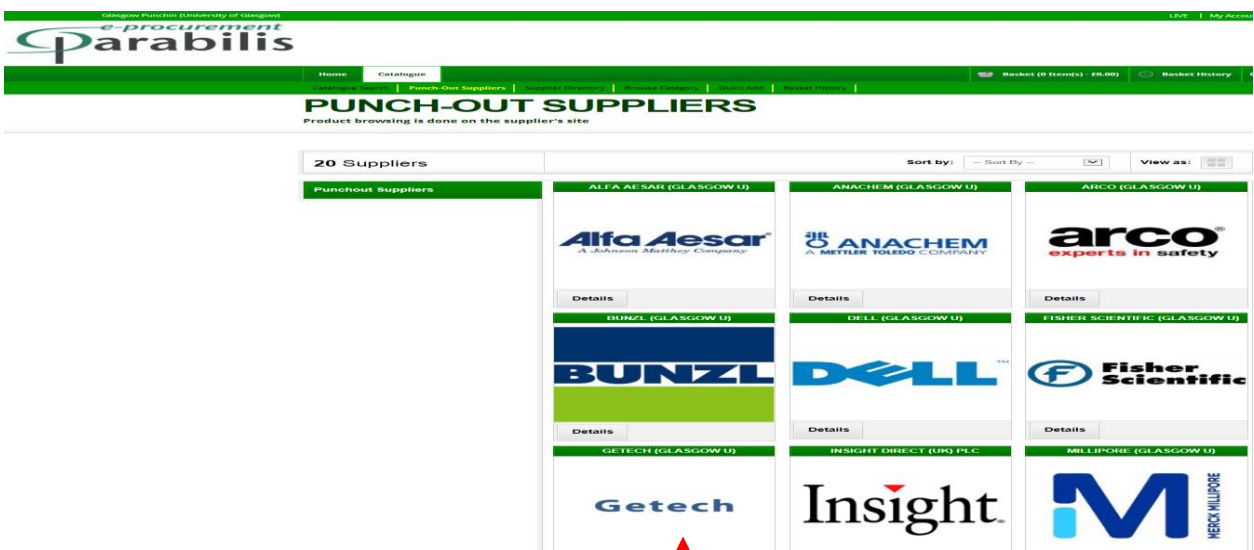 Glasgow Punchin (University of Glasgow)
LIVE | My Accou
e-procurement
Parabilis
Home Catalogue
Basket (0 Item(s) - £0.00) Basket History
Catalogue Search | Punch-Out Suppliers | Supplier Directory | Browse Category | Quick Add | Basket History |
PUNCH-OUT SUPPLIERS
Product browsing is done on the supplier's site
20 Suppliers
Sort by: -- Sort By -- View as:
Punchout Suppliers
ALFA AESAR (GLASGOW U) ANACHEM (GLASGOW U) ARCO (GLASGOW U)
Alfa Aesar®
A Johnson Matthey Company
ANACHEM
A METTLER TOLEDO COMPANY
arco®
experts in safety
Details Details Details
BUNZL (GLASGOW U) DELL (GLASGOW U) FISHER SCIENTIFIC (GLASGOW U)
BUNZL
DELL™
Fisher
Scientific
Details Details Details
GETECH (GLASGOW U) INSIGHT DIRECT (UK) PLC MILLIPORE (GLASGOW U)
Getech
Insight.
MERCK MILLIPORE